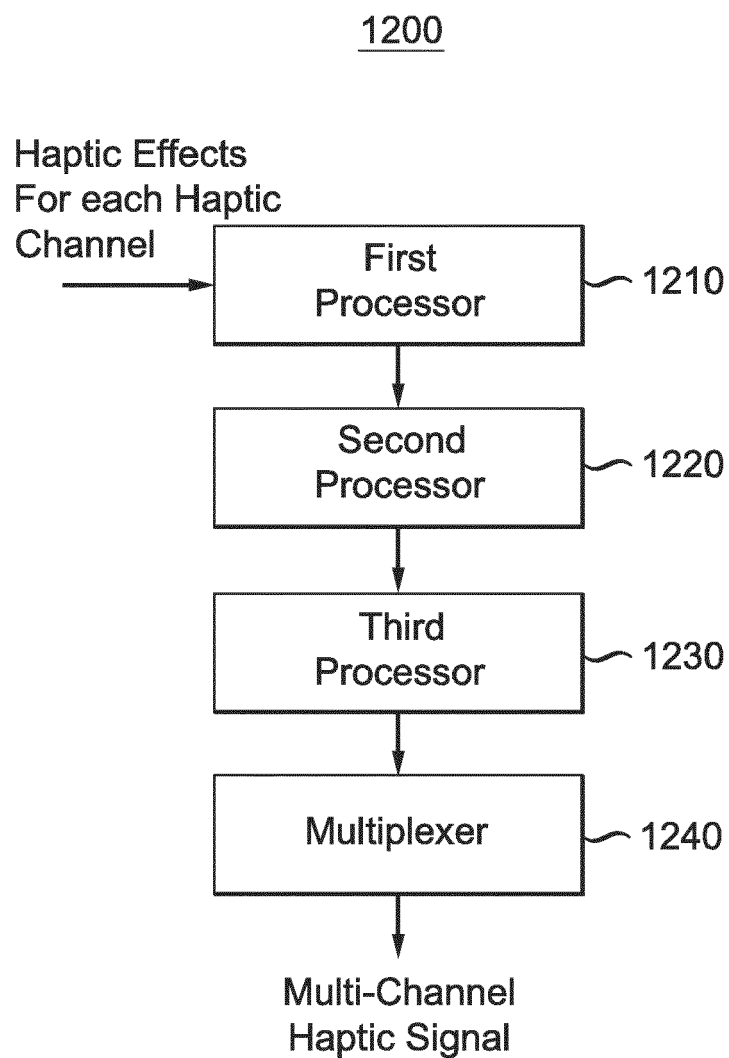 1200
Haptic Effects
For each Haptic
Channel
First
Processor
1210
Second
Processor
1220
Third
Processor
1230
Multiplexer
1240
Multi-Channel
Haptic Signal